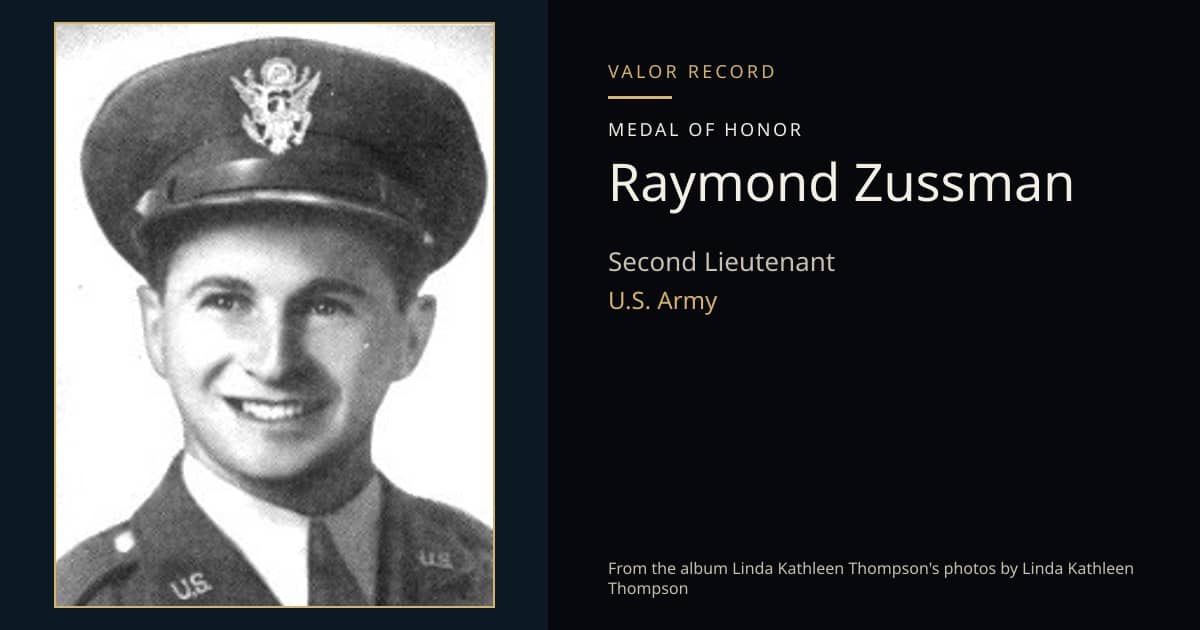 VALOR RECORD
MEDAL OF HONOR
Raymond Zussman
Second Lieutenant
U.S. Army
From the album Linda Kathleen Thompson's photos by Linda Kathleen
Thompson
U.S.
U.S.